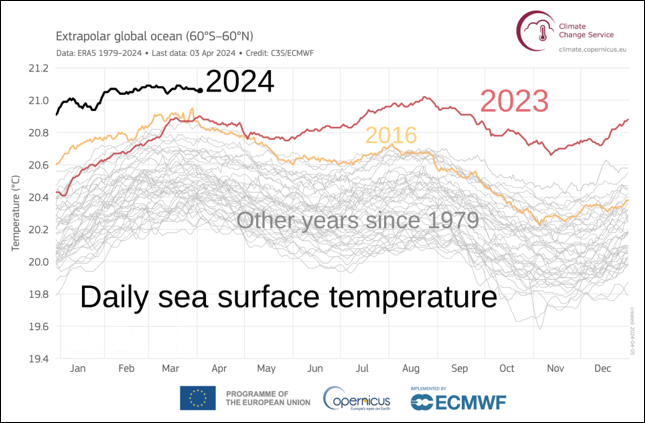 Extrapolar global ocean (60°S–60°N)
Data: ERA5 1979–2024 • Last data: 03 Apr 2024 • Credit: C3S/ECMWF
Climate
Change Service
climate.copernicus.eu
21.2
21.0
20.8
20.6
20.4
20.2
20.0
19.8
19.6
19.4
Temperature (°C)
2024
2023
2016
Other years since 1979
Daily sea surface temperature
Jan Feb Mar Apr May Jun Jul Aug Sep Oct Nov Dec
created 2024-04-05
PROGRAMME OF
THE EUROPEAN UNION
opernicus
Europe's eyes on Earth
IMPLEMENTED BY
ECMWF